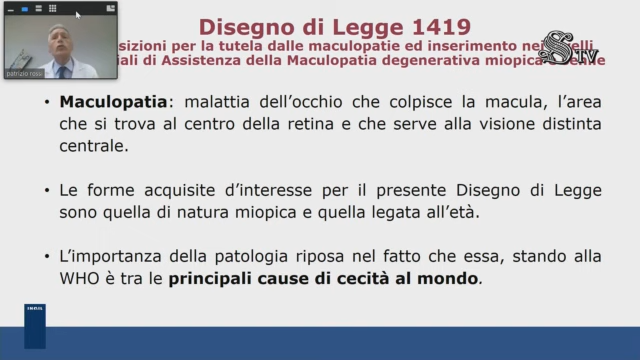 Disegno di Legge 1419
sizioni per la tutela dalle maculopatie ed inserimento nei
li di Assistenza della Maculopatia degenerativa miopica
STV
• Maculopatia: malattia dell’occhio che colpisce la macula, l’area
che si trova al centro della retina e che serve alla visione distinta
centrale.
• Le forme acquisite d’interesse per il presente Disegno di Legge
sono quella di natura miopica e quella legata all’età.
• L’importanza della patologia riposa nel fatto che essa, stando alla
WHO è tra le principali cause di cecità al mondo.